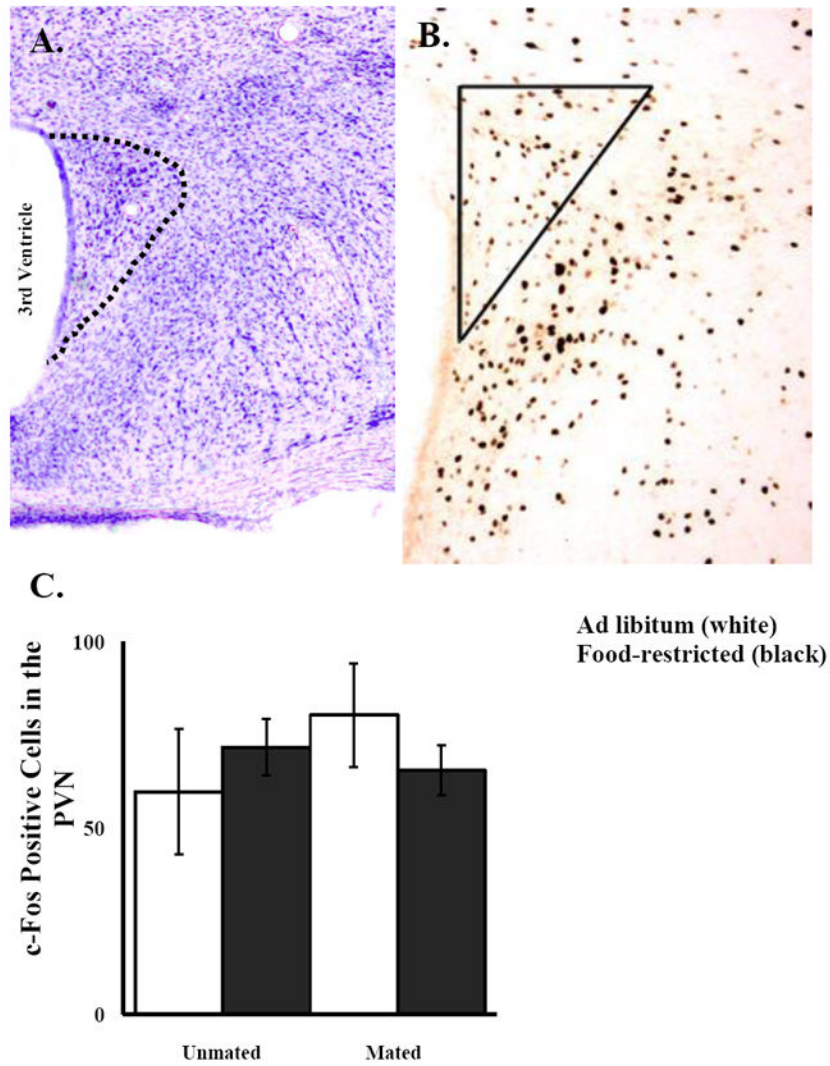 A.
B.
3rd Ventricle
C.
Ad libitum (white)
Food-restricted (black)
c-Fos Positive Cells in the
PVN
100
50
0
Unmated
Mated